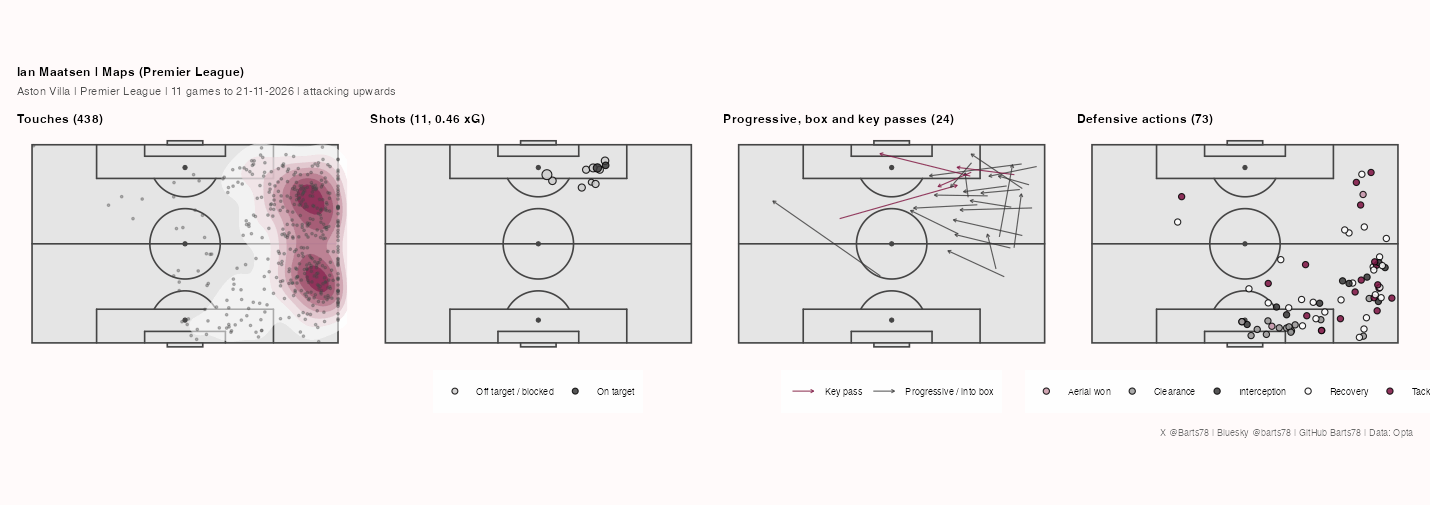 Ian Maatsen | Maps (Premier League)
Aston Villa | Premier League | 11 games to 21-11-2026 | attacking upwards
Touches (438)
Shots (11, 0.46 xG)
Progressive, box and key passes (24)
Defensive actions (73)
Off target / blocked
On target
Key pass
Progressive / into box
Aerial won
Clearance
Interception
Recovery
Tack
X @Barts78 | Bluesky @barts78 | GitHub Barts78 | Data: Opta